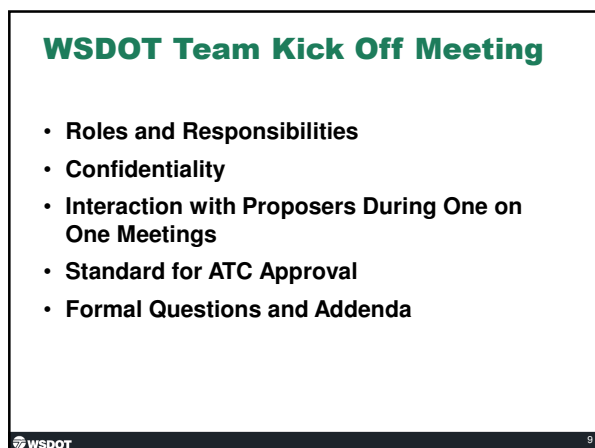 WSDOT Team Kick Off Meeting
• Roles and Responsibilities
• Confidentiality
• Interaction with Proposers During One on
One Meetings
• Standard for ATC Approval
• Formal Questions and Addenda
WSDOT
9